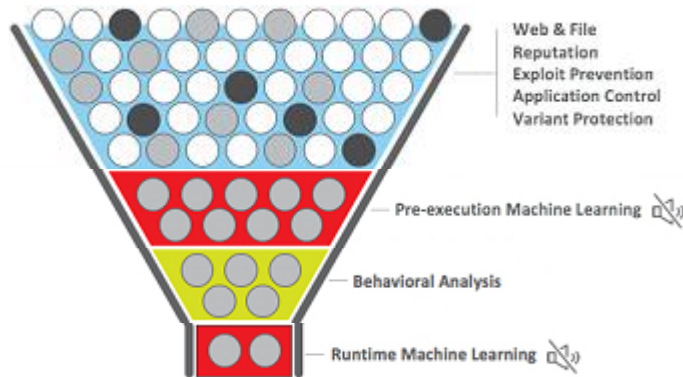 Web & File
Reputation
Exploit Prevention
Application Control
Variant Protection
Pre-execution Machine Learning
Behavioral Analysis
Runtime Machine Learning